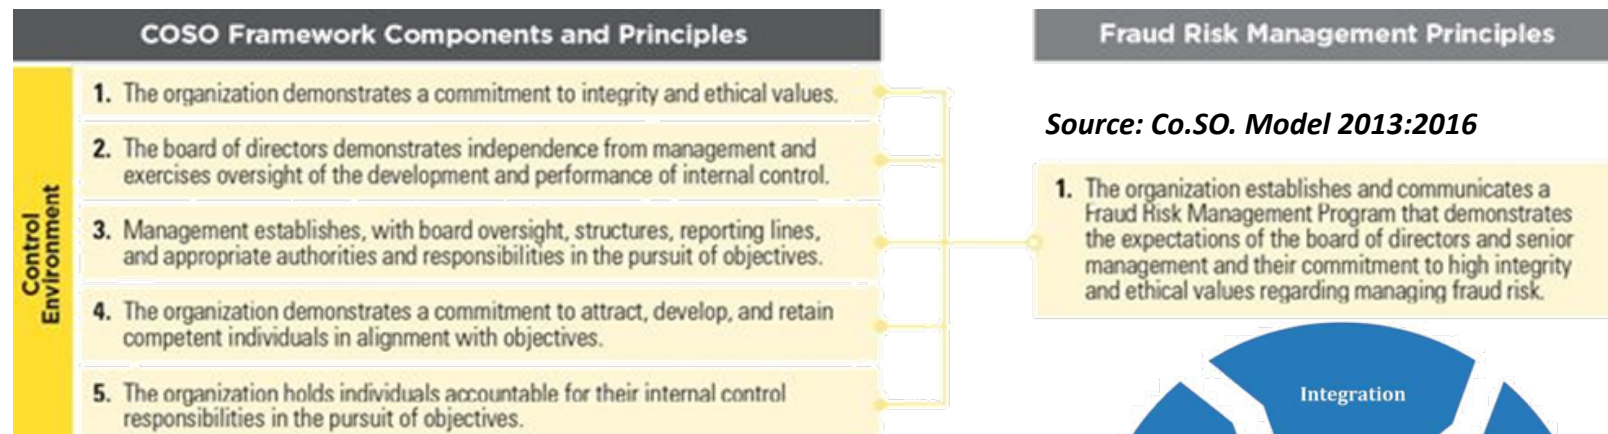 COSO Framework Components and Principles
Control
Environment
1. The organization demonstrates a commitment to integrity and ethical values.
2. The board of directors demonstrates independence from management and
exercises oversight of the development and performance of internal control.
3. Management establishes, with board oversight, structures, reporting lines,
and appropriate authorities and responsibilities in the pursuit of objectives.
4. The organization demonstrates a commitment to attract, develop, and retain
competent individuals in alignment with objectives.
5. The organization holds individuals accountable for their internal control
responsibilities in the pursuit of objectives.
Fraud Risk Management Principles
Source: Co.SO. Model 2013:2016
1. The organization establishes and communicates a
Fraud Risk Management Program that demonstrates
the expectations of the board of directors and senior
management and their commitment to high integrity
and ethical values regarding managing fraud risk.
Integration